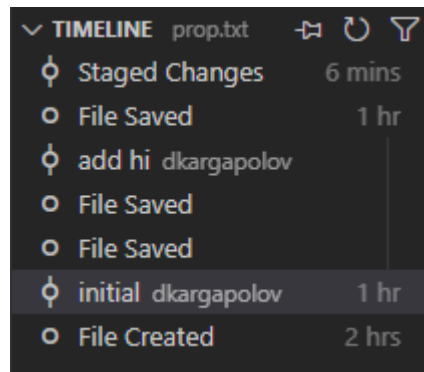 TIMELINE prop.txt
Staged Changes 6 mins
File Saved 1 hr
add hi dkargapolov
File Saved
File Saved
initial dkargapolov 1 hr
File Created 2 hrs